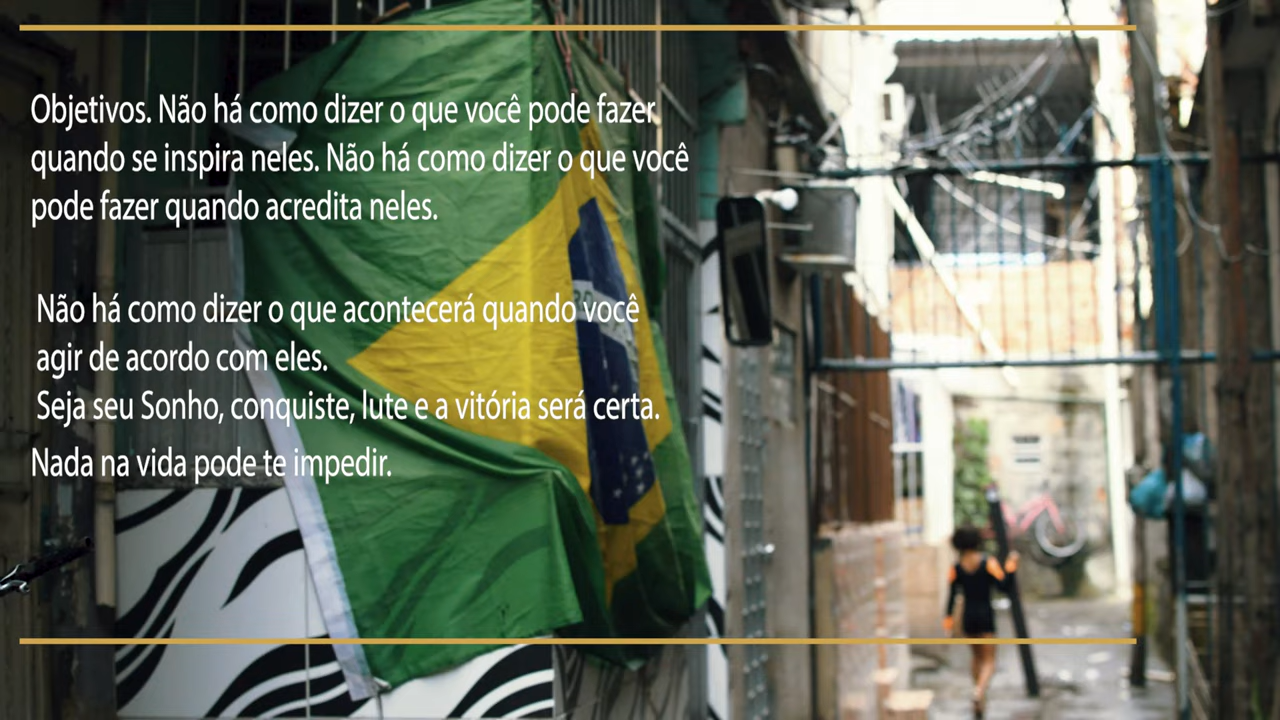 Objetivos. Não há como dizer o que você pode fazer
quando se inspira neles. Não há como dizer o que você
pode fazer quando acredita neles.
Não há como dizer o que acontecerá quando você
agir de acordo com eles.
Seja seu Sonho, conquiste, lute e a vitória será certa.
Nada na vida pode te impedir.